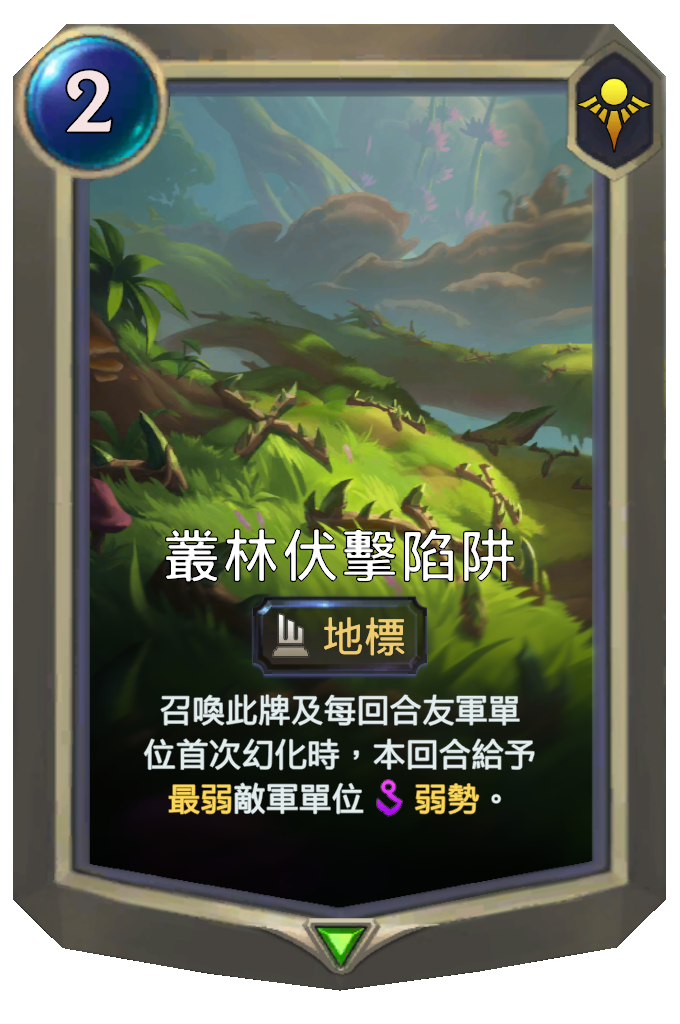 2
叢林伏擊陷阱
地標
召喚此牌及每回合友軍單
位首次幻化時，本回合給予
最弱敵軍單位 弱勢。